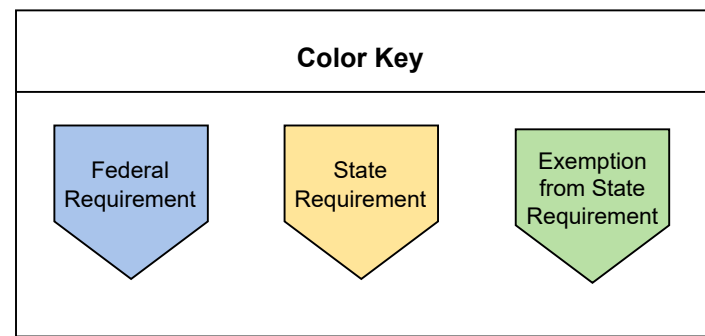 Color Key
Federal
Requirement
State
Requirement
Exemption
from State
Requirement